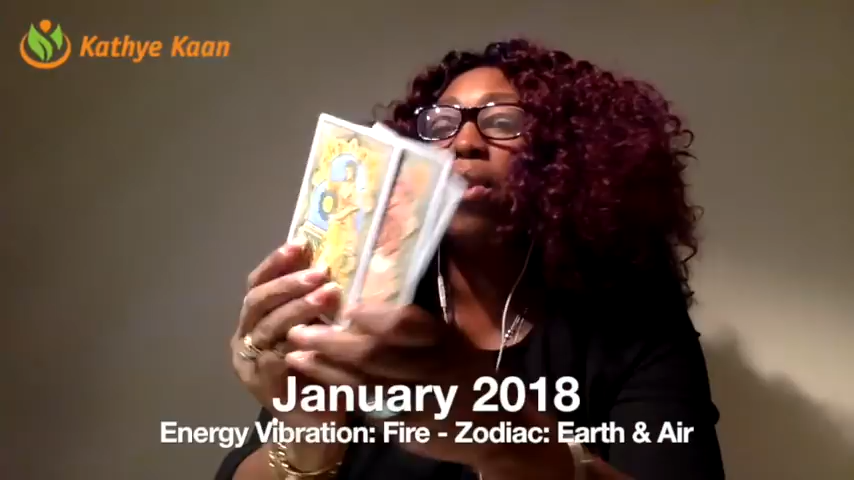 Kathye Kaan
January 2018
Energy Vibration: Fire - Zodiac: Earth & Air